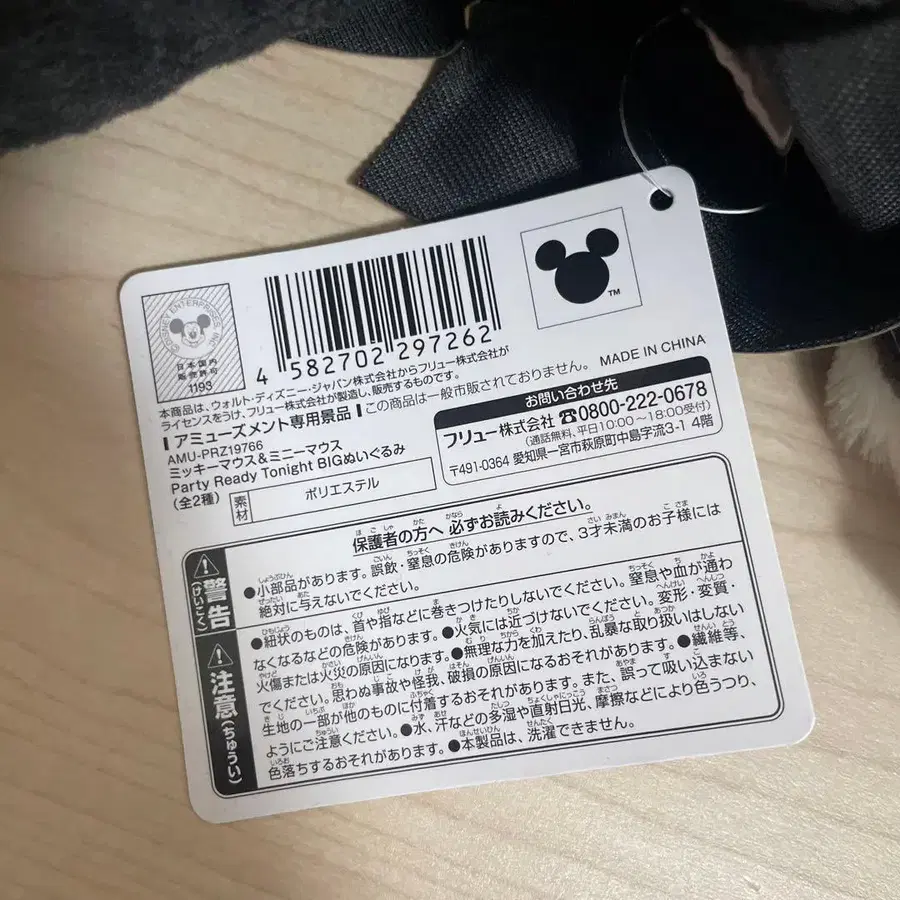 ©DISNEY ENTERPRISES, INC.
日本国内
販売許可
1193
4 582702 297262
TM
本商品は、ウォルト・ディズニー・ジャパン株式会社からフリュー株式会社が
ライセンスをうけ、フリュー株式会社が製造し、販売するものです。
MADE IN CHINA
アミューズメント専用景品 この商品は一般市販されておりません。
AMU-PRZ19766
ミッキーマウス&ミニーマウス
Party Ready Tonight BIGぬいぐるみ
(全2種)
素材 ポリエステル
お問い合わせ先
フリュー株式会社 ☎0800-222-0678
(通話無料、平日10:00~18:00受付)
〒491-0364 愛知県一宮市萩原町中島字流3-1 4階
保護者の方へ 必ずお読みください。
警告(けいこく)
●小部品があります。誤飲・窒息の危険がありますので、3才未満のお子様には
絶対に与えないでください。
注意(ちゅうい)
●紐状のものは、首や指などに巻きつけたりしないでください。窒息や血が通わ
なくなるなどの危険があります。●火気には近づけないでください。変形・変質・
火傷または火災の原因になります。●無理な力を加えたり、乱暴な取り扱いはしない
でください。思わぬ事故や怪我、破損の原因になるおそれがあります。●繊維等、
生地の一部が他のものに付着するおそれがあります。また、誤って吸い込まない
ようにご注意ください。●水、汗などの多湿や直射日光、摩擦などにより色うつり、
色落ちするおそれがあります。●本製品は、洗濯できません。